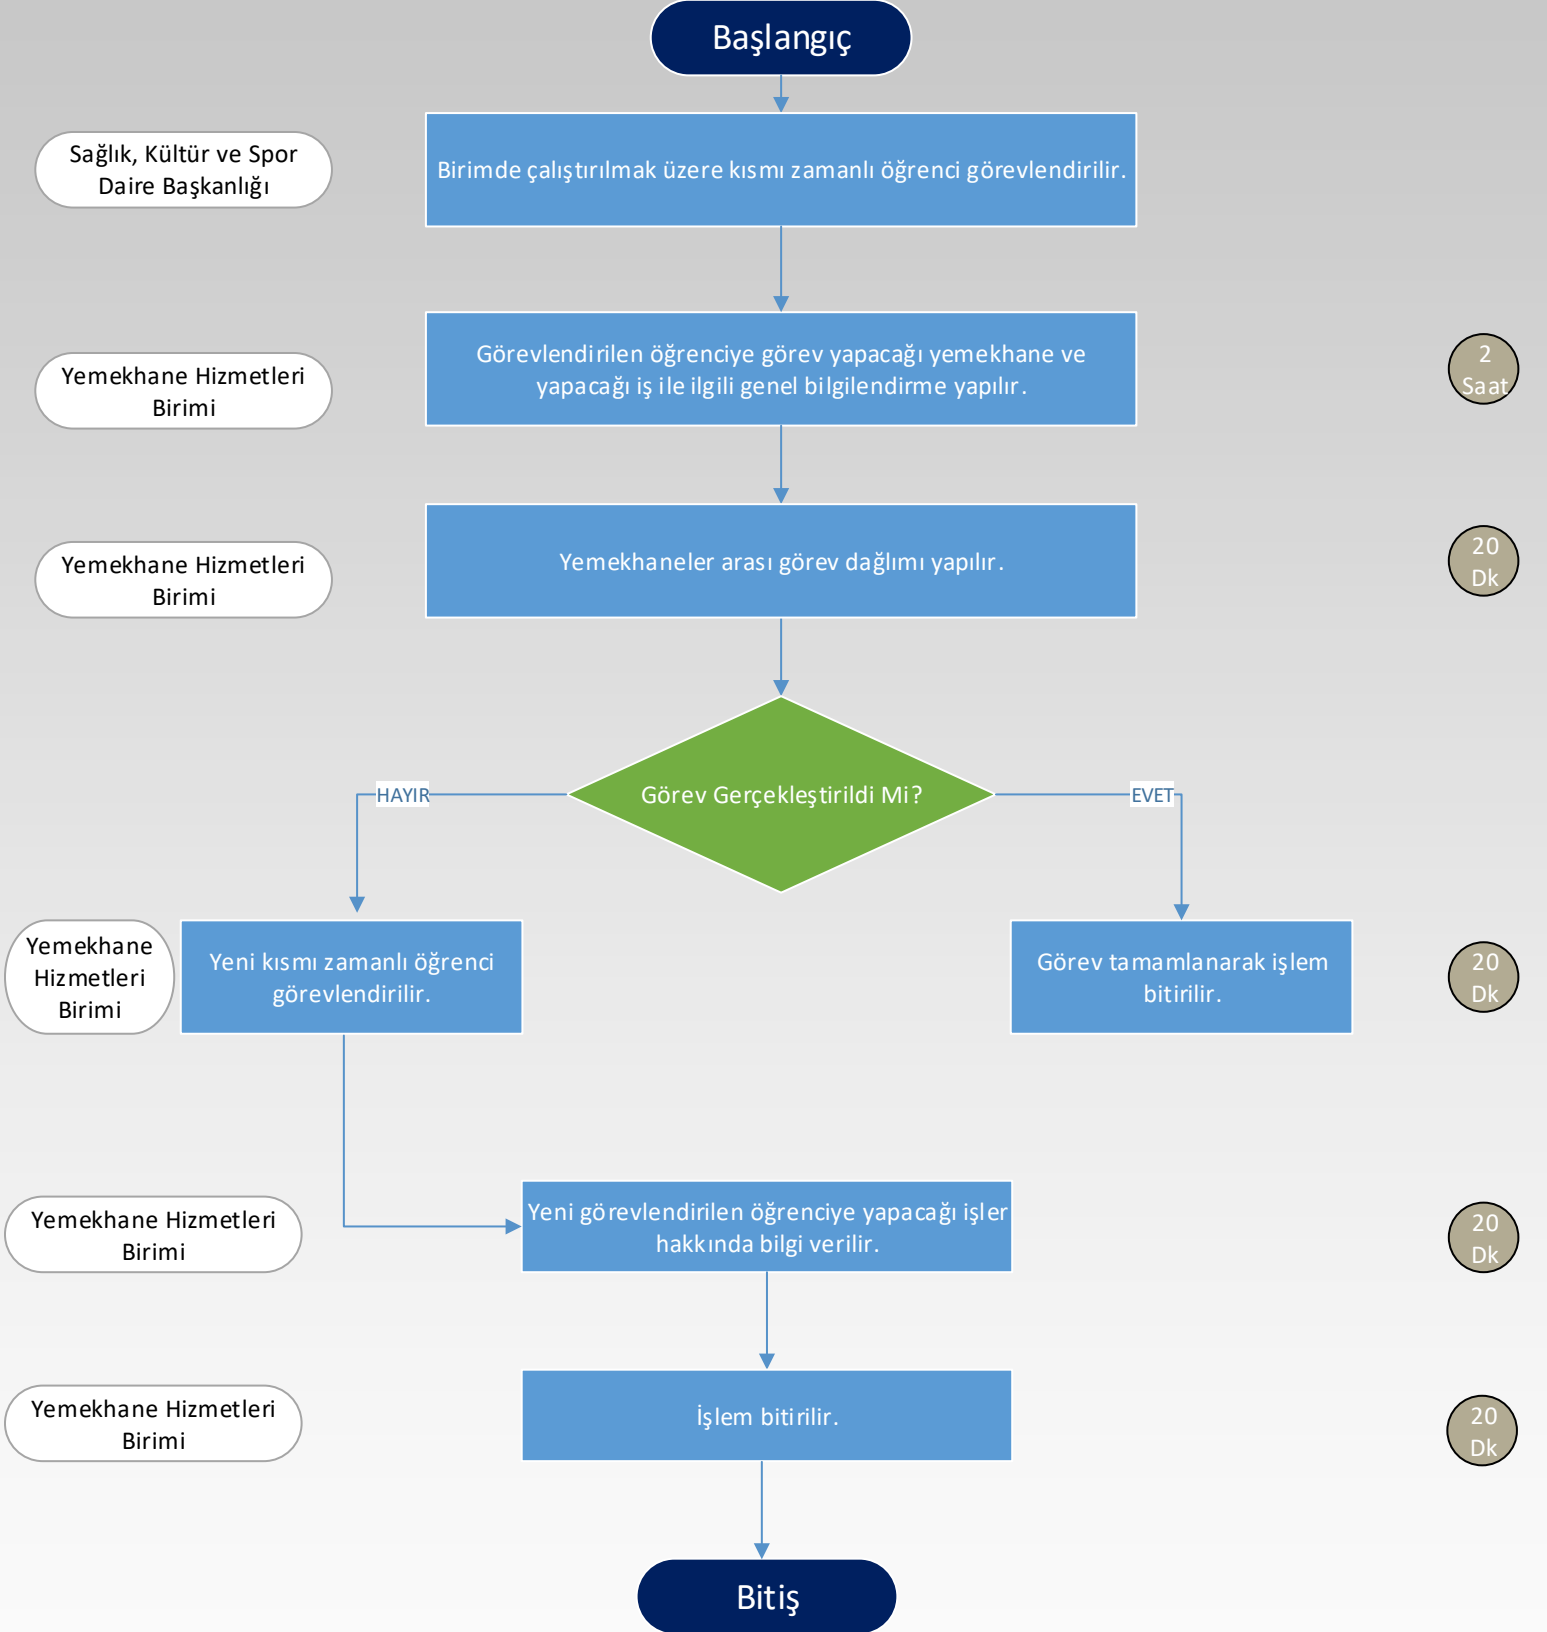 Başlangıç
Sağlık, Kültür ve Spor
Daire Başkanlığı
Birimde çalıştırılmak üzere kısmı zamanlı öğrenci görevlendirilir.
Yemekhane Hizmetleri
Birimi
Görevlendirilen öğrenciye görev yapacağı yemekhane ve
yapacağı iş ile ilgili genel bilgilendirme yapılır.
2
Saat
Yemekhane Hizmetleri
Birimi
Yemekhaneler arası görev dağlımı yapılır.
20
Dk
Görev Gerçekleştirildi Mi?
HAYIR
EVET
Yemekhane
Hizmetleri
Birimi
Yeni kısmı zamanlı öğrenci
görevlendirilir.
Görev tamamlanarak işlem
bitirilir.
20
Dk
Yemekhane Hizmetleri
Birimi
Yeni görevlendirilen öğrenciye yapacağı işler
hakkında bilgi verilir.
20
Dk
Yemekhane Hizmetleri
Birimi
İşlem bitirilir.
20
Dk
Bitiş